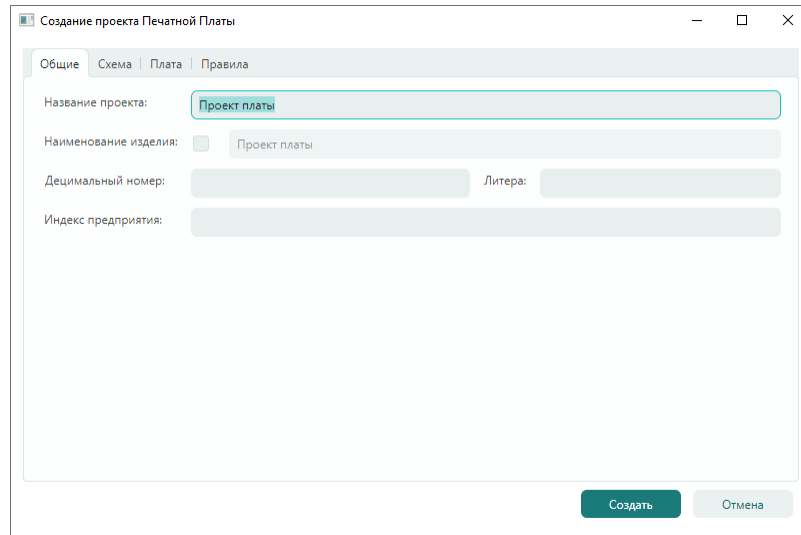 Создание проекта Печатной Платы
Общие Схема Плата Правила
Название проекта: Проект платы
Наименование изделия: Проект платы
Децимальный номер: Литера:
Индекс предприятия:
Создать Отмена